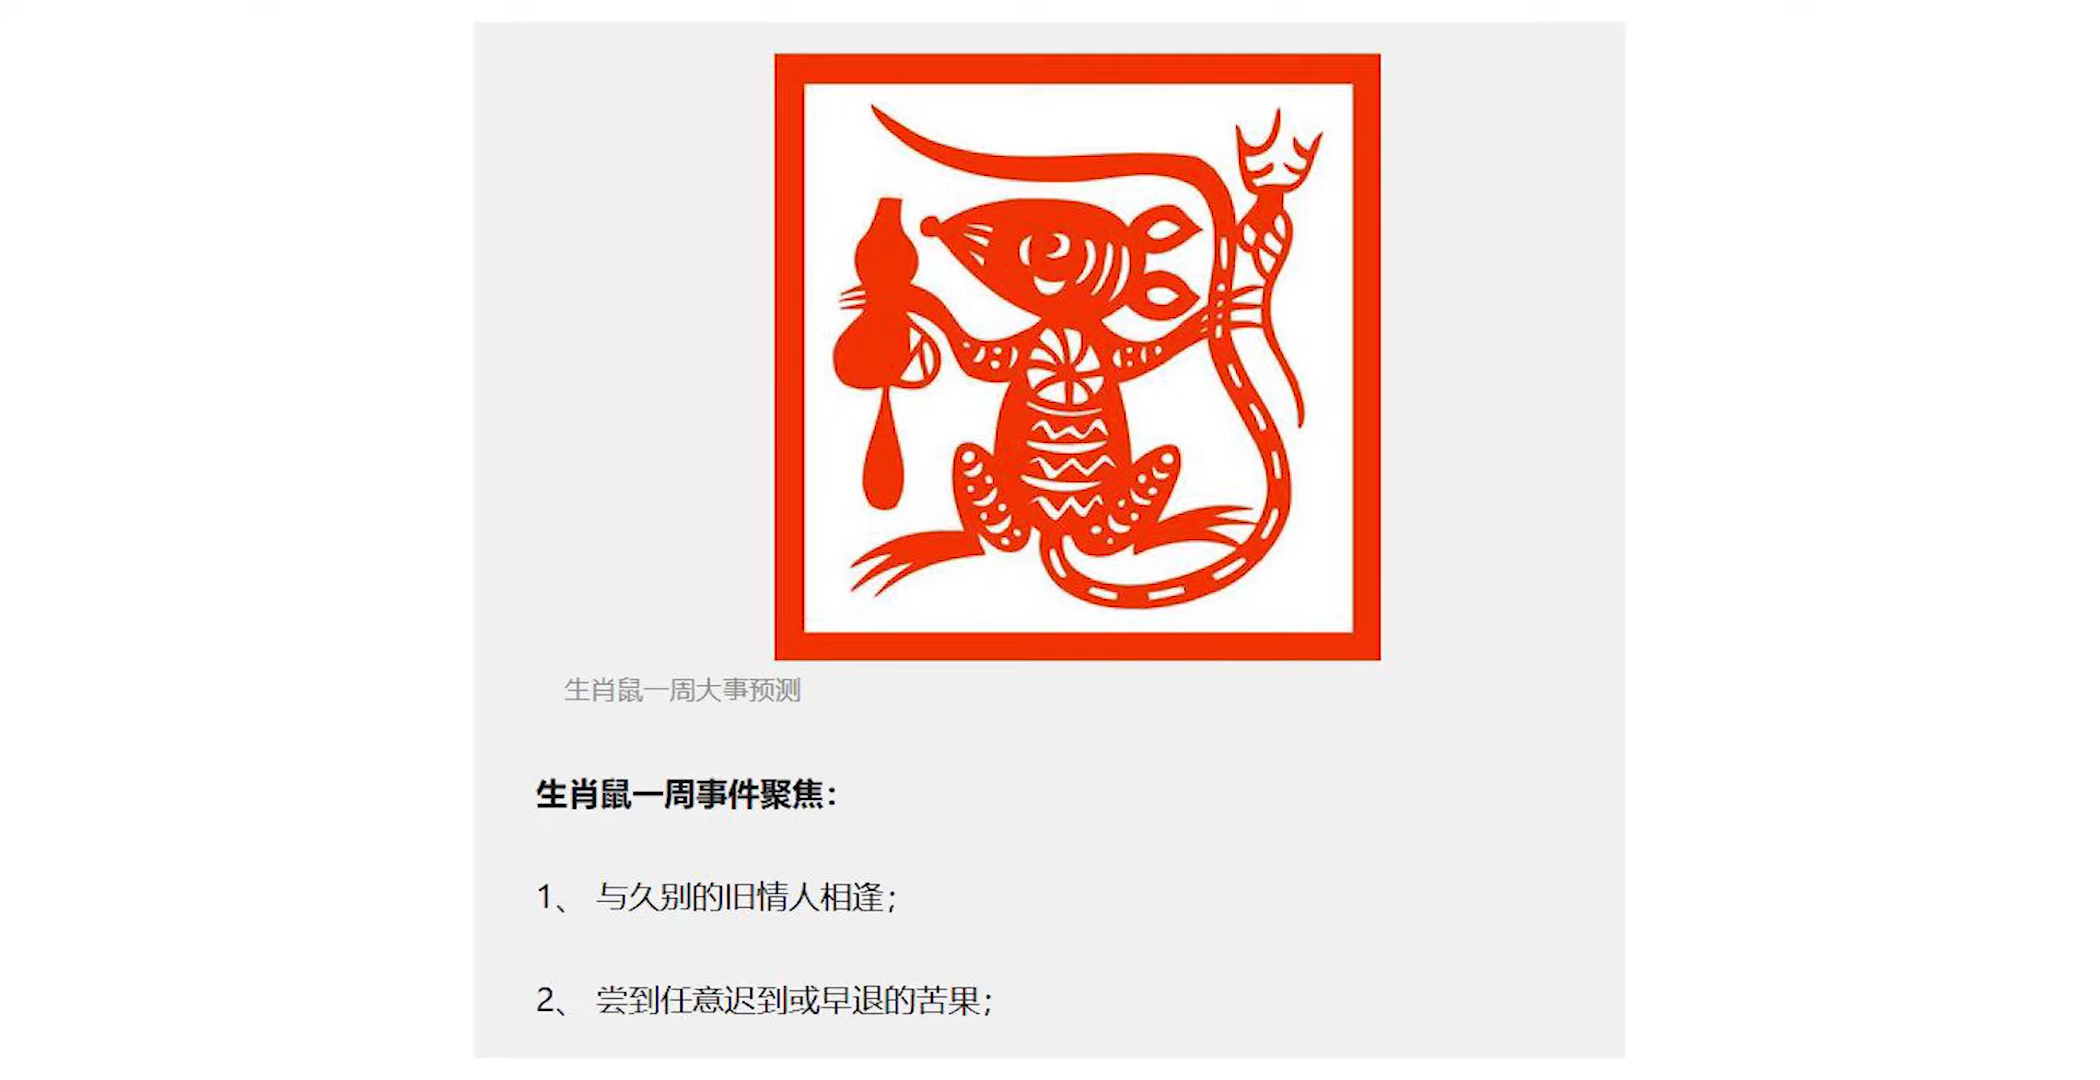 生肖鼠一周大事预测
生肖鼠一周事件聚焦：
1、 与久别的旧情人相逢；
2、 尝到任意迟到或早退的苦果；